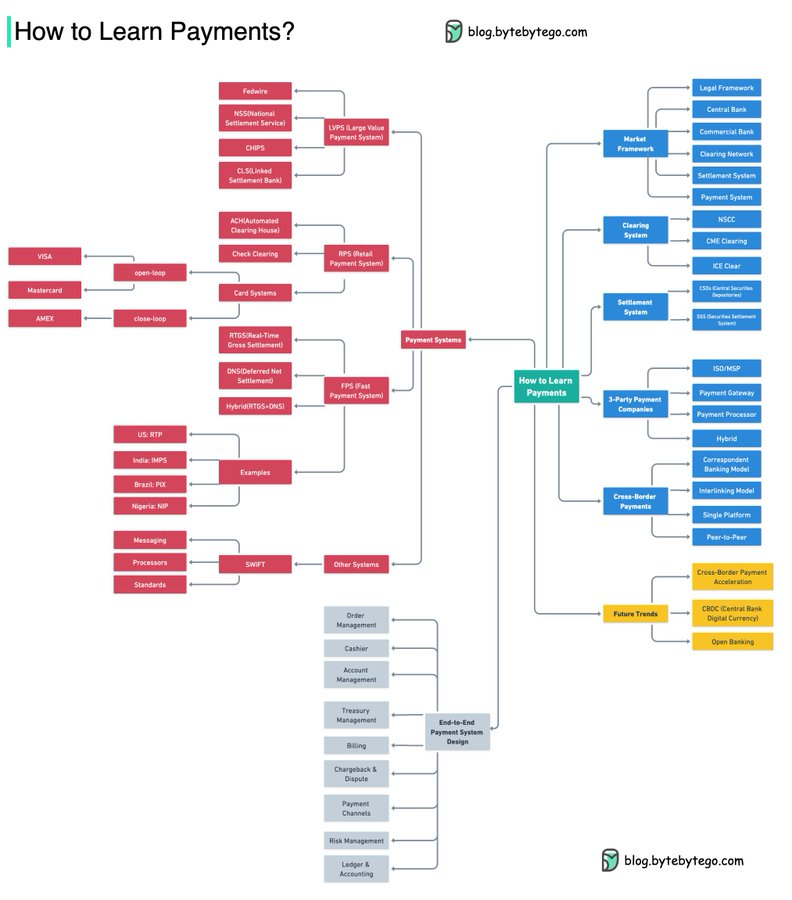 How to Learn Payments?
blog.bytebytego.com
Fedwire
NSS(National
Settlement Service)
CHIPS
CLS(Linked
Settlement Bank)
LVPS (Large Value
Payment System)
ACH(Automated
Clearing House)
Check Clearing
Card Systems
RPS (Retail
Payment System)
VISA
Mastercard
AMEX
open-loop
close-loop
RTGS(Real-Time
Gross Settlement)
DNS(Deferred Net
Settlement)
Hybrid(RTGS+DNS)
FPS (Fast
Payment System)
US: RTP
India: IMPS
Brazil: PIX
Nigeria: NIP
Examples
Messaging
Processors
Standards
SWIFT
Other Systems
Payment Systems
How to Learn
Payments
Market
Framework
Legal Framework
Central Bank
Commercial Bank
Clearing Network
Settlement System
Payment System
Clearing
System
NSCC
CME Clearing
ICE Clear
Settlement
System
CSDs (Central Securities
Depositories)
SSS (Securities Settlement
System)
3-Party Payment
Companies
ISO/MSP
Payment Gateway
Payment Processor
Hybrid
Cross-Border
Payments
Correspondent
Banking Model
Interlinking Model
Single Platform
Peer-to-Peer
Future Trends
Cross-Border Payment
Acceleration
CBDC (Central Bank
Digital Currency)
Open Banking
Order
Management
Cashier
Account
Management
Treasury
Management
Billing
Chargeback &
Dispute
Payment
Channels
Risk Management
Ledger &
Accounting
End-to-End
Payment System
Design
blog.bytebytego.com